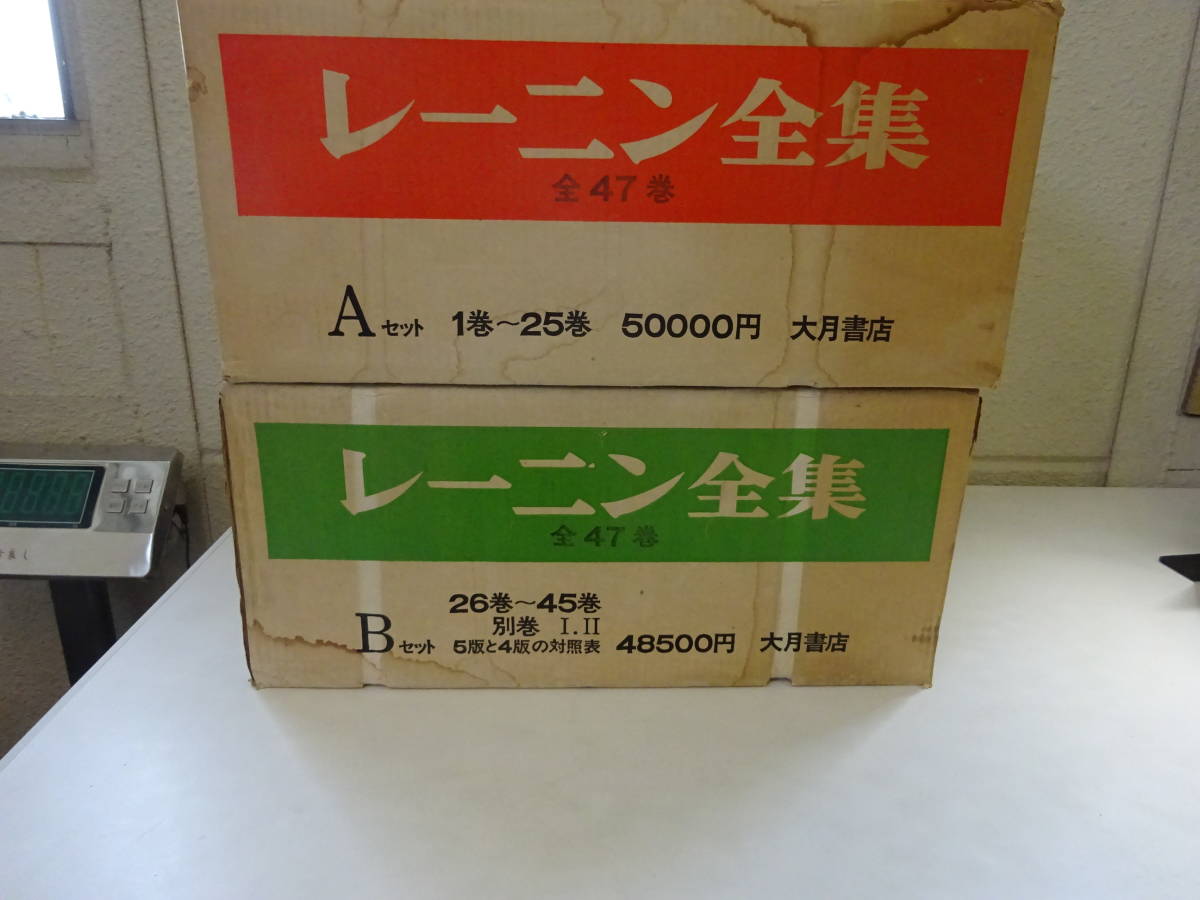 レーニン全集
全47巻
Aセット 1巻～25巻 50000円 大月書店
レーニン全集
全47巻
26巻～45巻
別巻 I.II
Bセット 5版と4版の対照表 48500円 大月書店